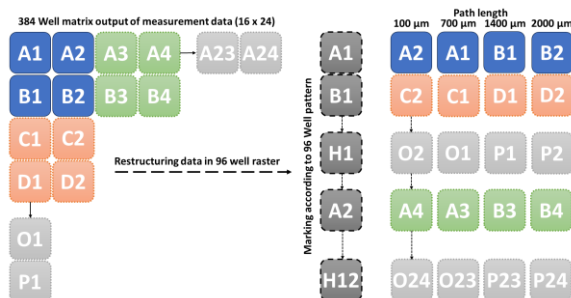 384 Well matrix output of measurement data (16 x 24)
A1 A2 A3 A4 A23 A24
B1 B2 B3 B4
C1 C2
D1 D2
O1
P1
Restructuring data in 96 well raster
Marking according to 96 Well pattern
Path length
100 µm 700 µm 1400 µm 2000 µm
A1 A2 A1 B1 B2
B1 C2 C1 D1 D2
H1 O2 O1 P1 P2
A2 A4 A3 B3 B4
H12 O24 O23 P23 P24